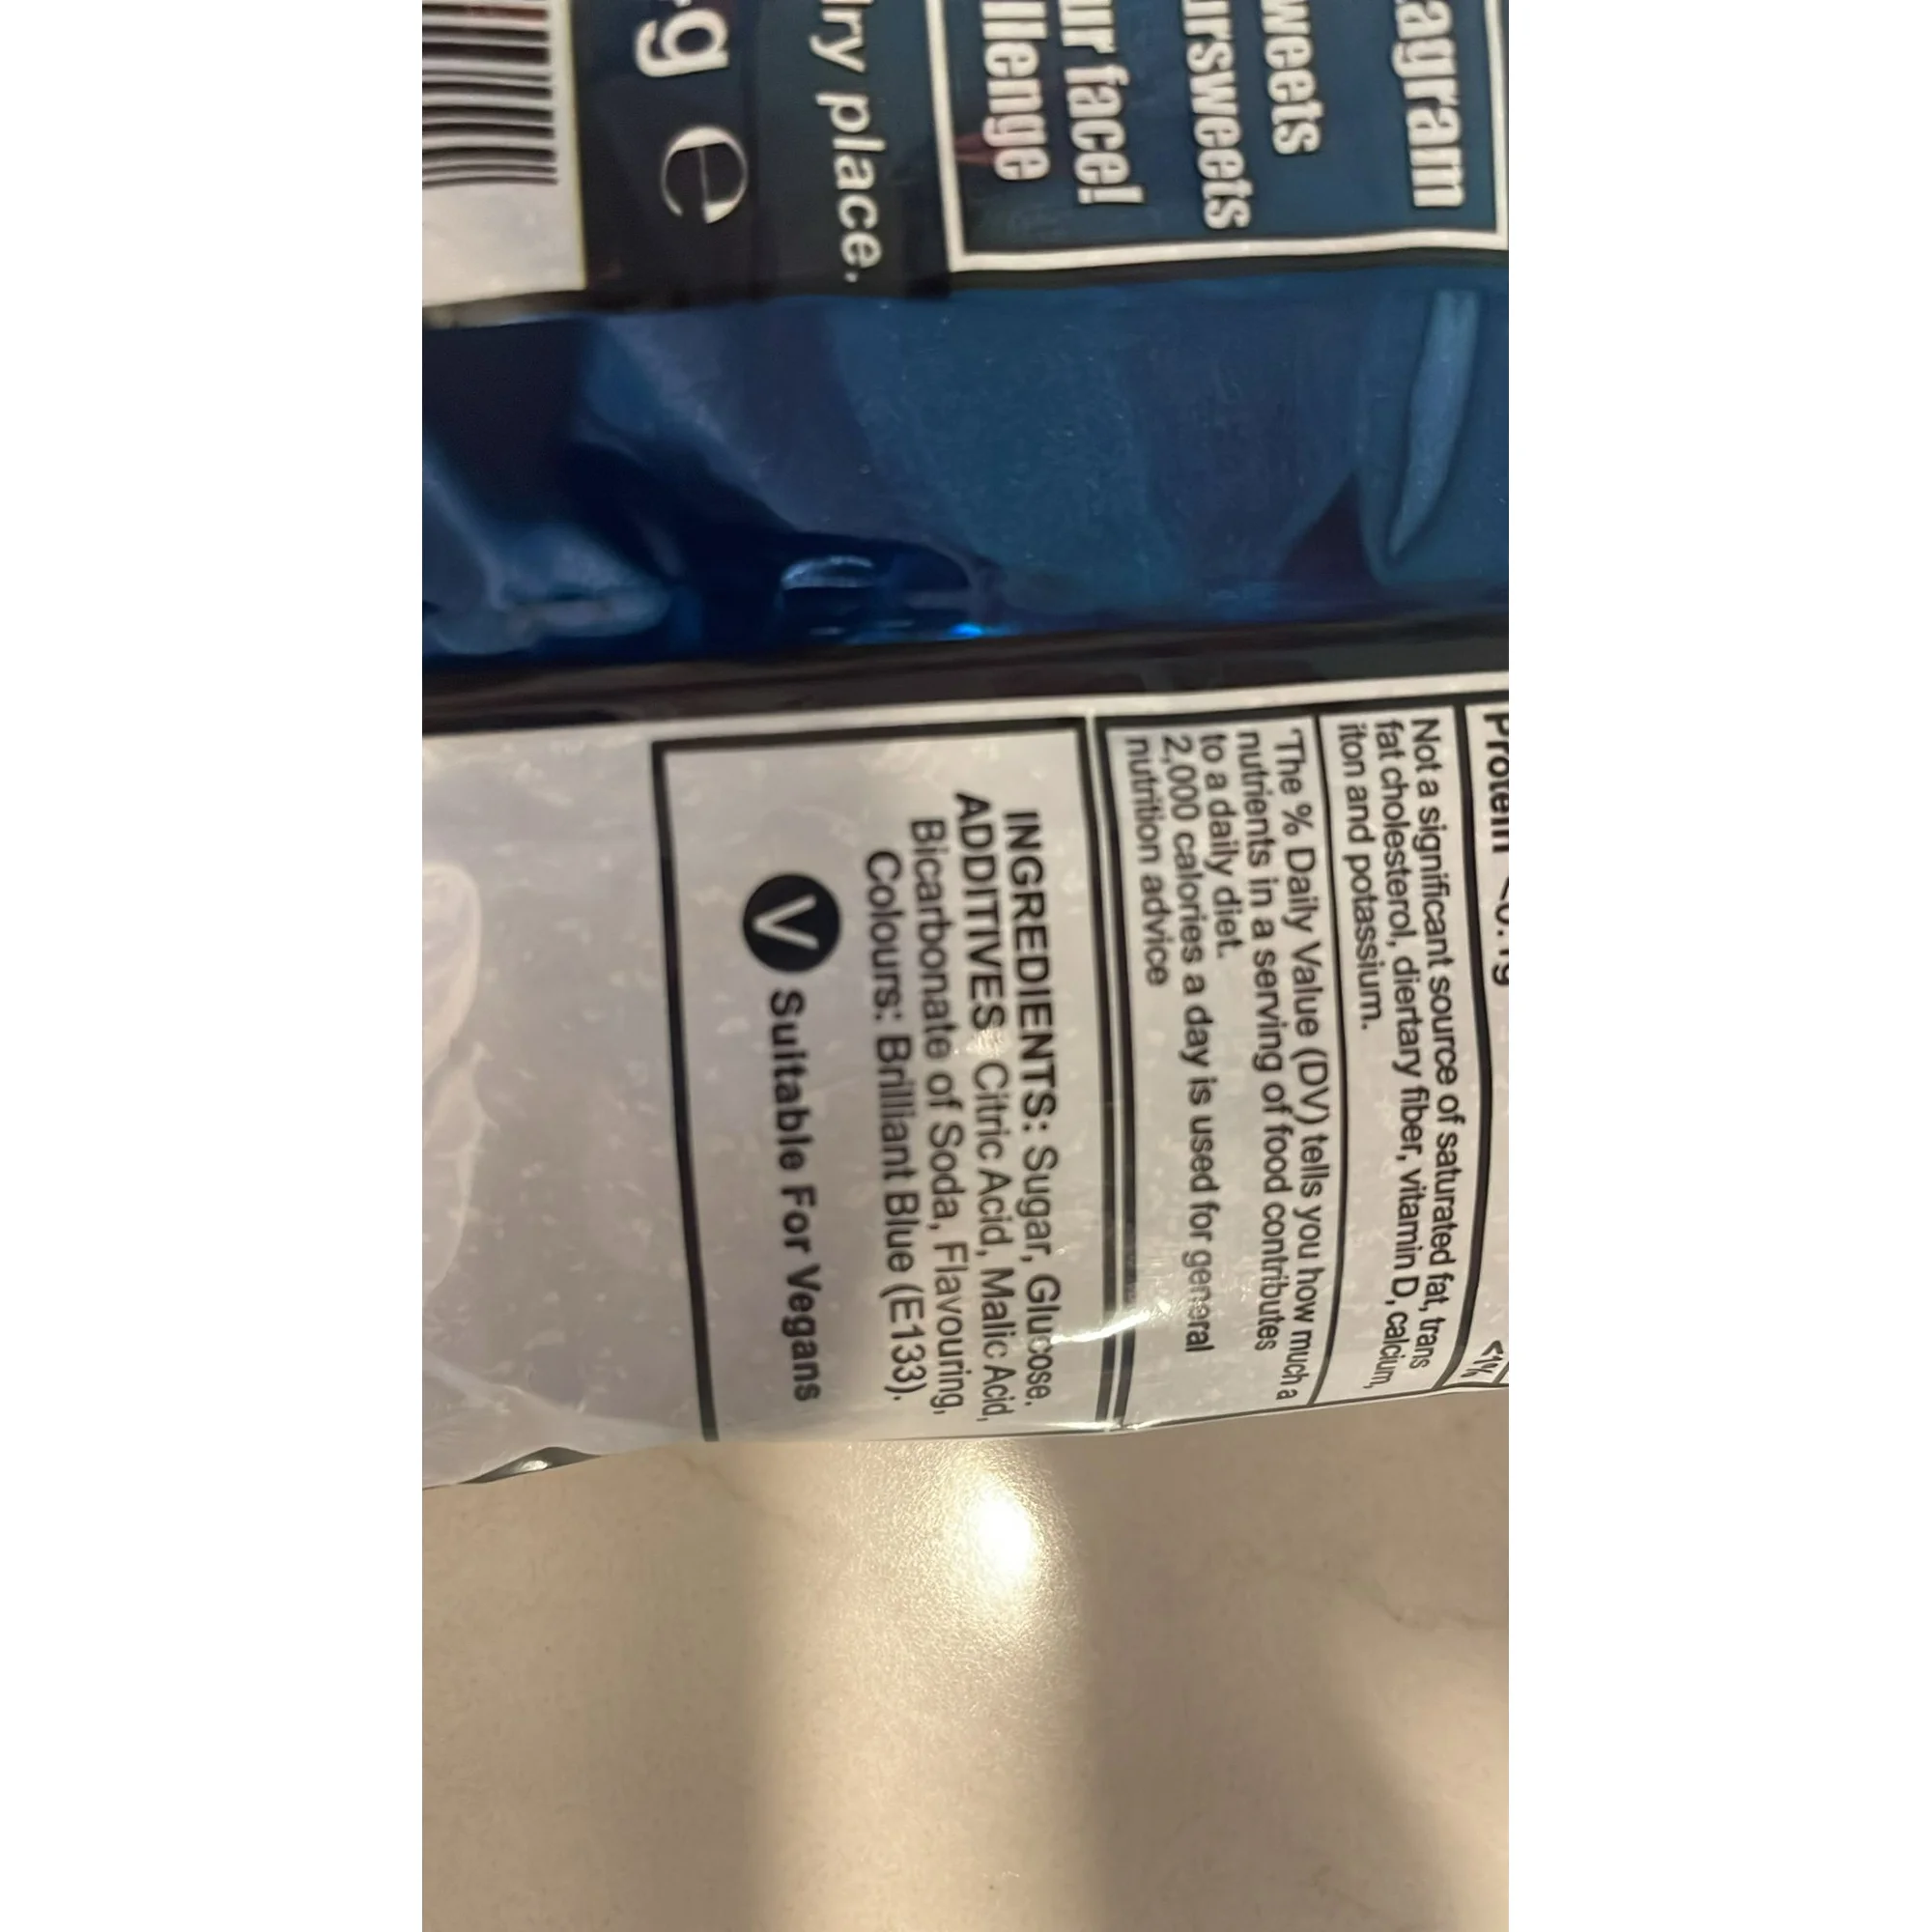 agram
weets
ursweets
ur face!
llenge
ry place.
g e
Protein
<1%
Not a significant source of saturated fat, trans
fat cholesterol, diertary fiber, vitamin D, calcium,
iton and potassium.
*The % Daily Value (DV) tells you how much a
nutrients in a serving of food contributes
to a daily diet.
2,000 calories a day is used for general
nutrition advice
INGREDIENTS: Sugar, Glucose.
ADDITIVES: Citric Acid, Malic Acid,
Bicarbonate of Soda, Flavouring,
Colours: Brilliant Blue (E133).
V Suitable For Vegans